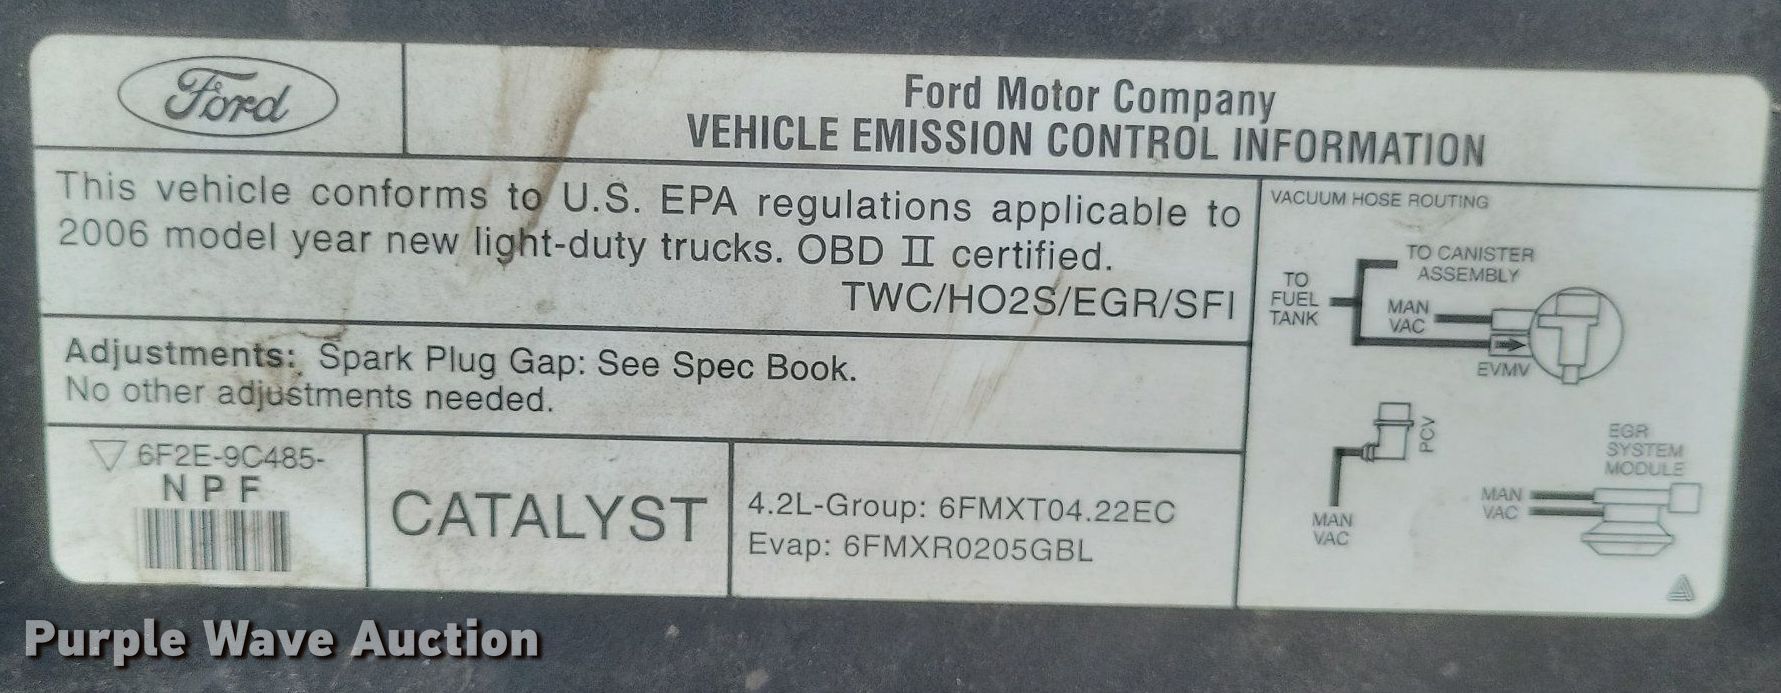 Ford
Ford Motor Company
VEHICLE EMISSION CONTROL INFORMATION
This vehicle conforms to U.S. EPA regulations applicable to
2006 model year new light-duty trucks. OBD II certified.
TWC/HO2S/EGR/SFI
Adjustments: Spark Plug Gap: See Spec Book.
No other adjustments needed.
6F2E-9C485-
N P F
CATALYST
4.2L-Group: 6FMXT04.22EC
Evap: 6FMXR0205GBL
VACUUM HOSE ROUTING
TO CANISTER
ASSEMBLY
TO
FUEL
TANK
MAN
VAC
EVMV
PCV
MAN
VAC
EGR
SYSTEM
MODULE
MAN
VAC
Purple Wave Auction